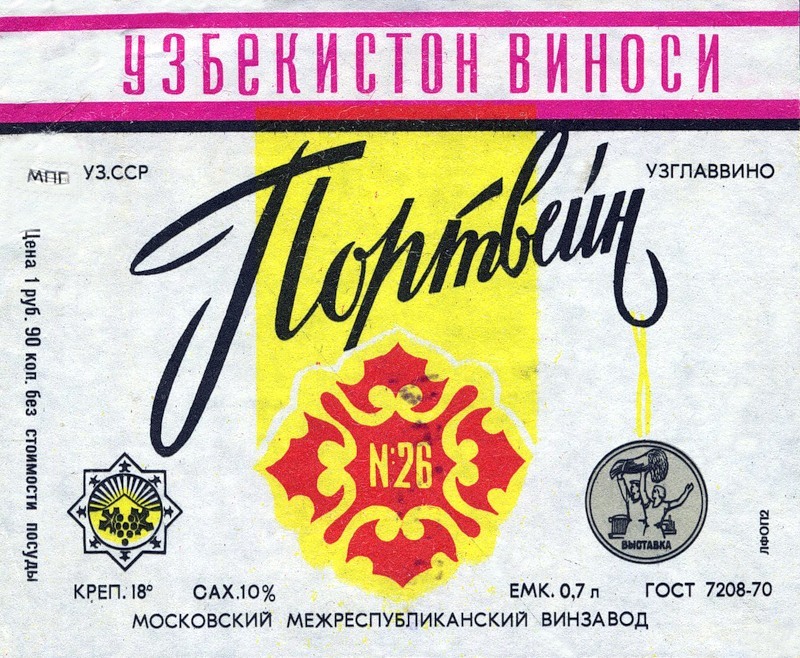 УЗБЕКИСТОН ВИНОСИ
МПП УЗ.ССР
УЗГЛАВВИНО
Портвейн
Цена 1 руб. 90 коп. без стоимости посуды
№26
ВЫСТАВКА
ЛФОП2
КРЕП. 18° САХ.10% ЕМК. 0,7 л ГОСТ 7208-70
МОСКОВСКИЙ МЕЖРЕСПУБЛИКАНСКИЙ ВИНЗАВОД